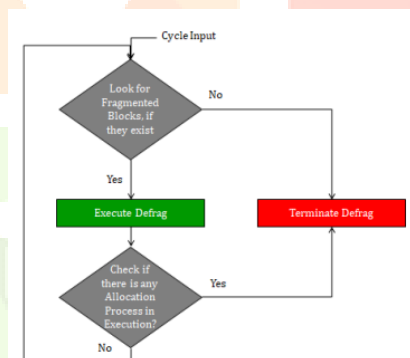 Cycle Input
Look for
Fragmented
Blocks, if
they exist
No
Yes
Execute Defrag
Terminate Defrag
Check if
there is any
Allocation
Process in
Execution?
Yes
No